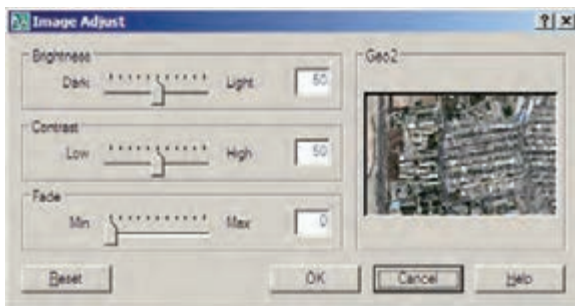 Image Adjust
Brightness
Dark Light 50
Contrast
Low High 50
Fade
Min Max 0
Geo2
Reset OK Cancel Help